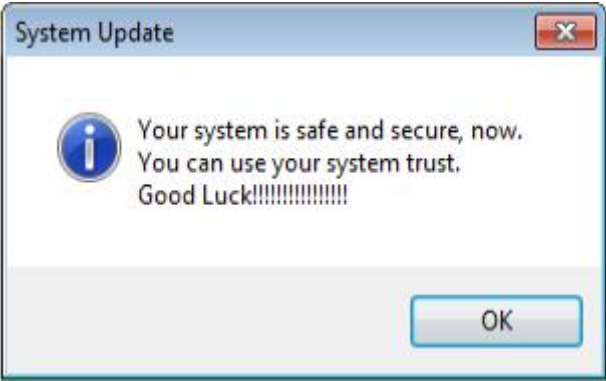 System Update
Your system is safe and secure, now.
You can use your system trust.
Good Luck!!!!!!!!!!!!!!!!
OK